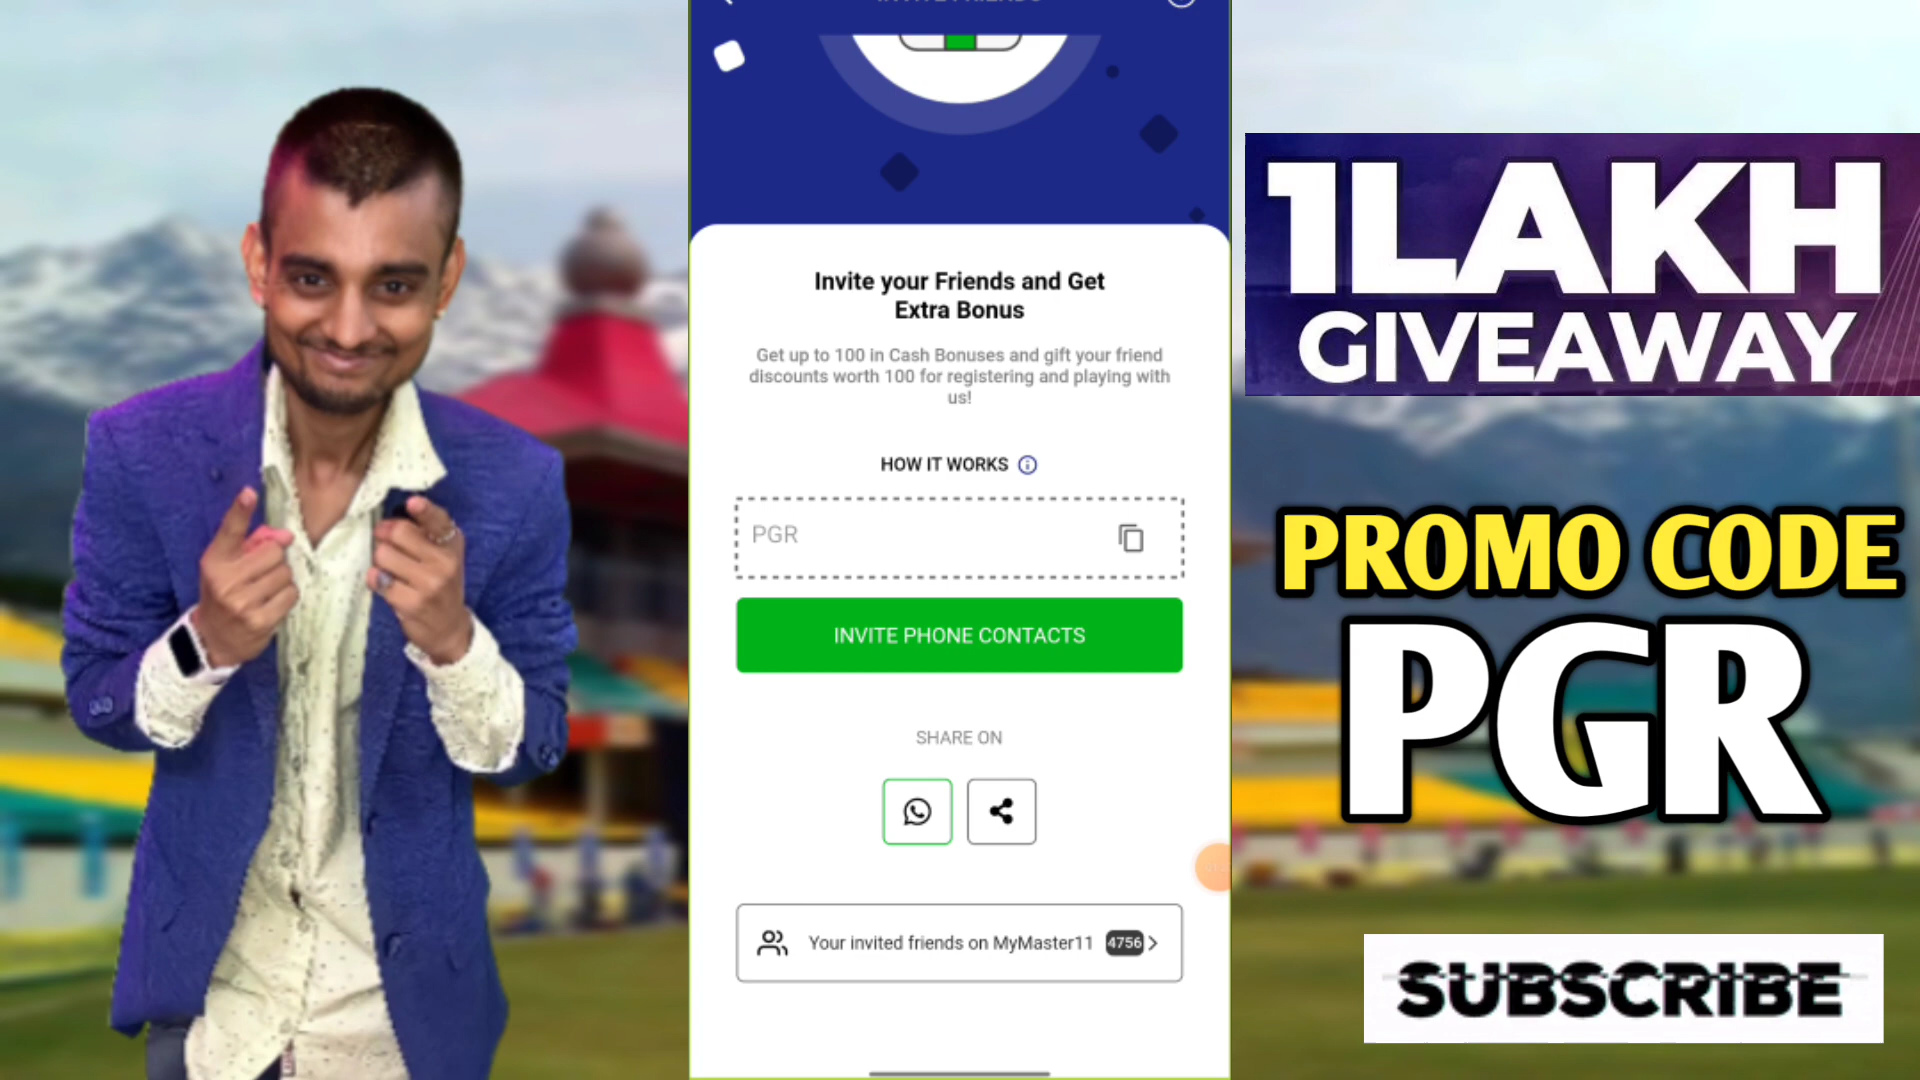 Invite your Friends and Get
Extra Bonus
Get up to 100 in Cash Bonuses and gift your friend
discounts worth 100 for registering and playing with
us!
HOW IT WORKS
PGR
INVITE PHONE CONTACTS
SHARE ON
Your invited friends on MyMaster11 4756
1LAKH
GIVEAWAY
PROMO CODE
PGR
SUBSCRIBE